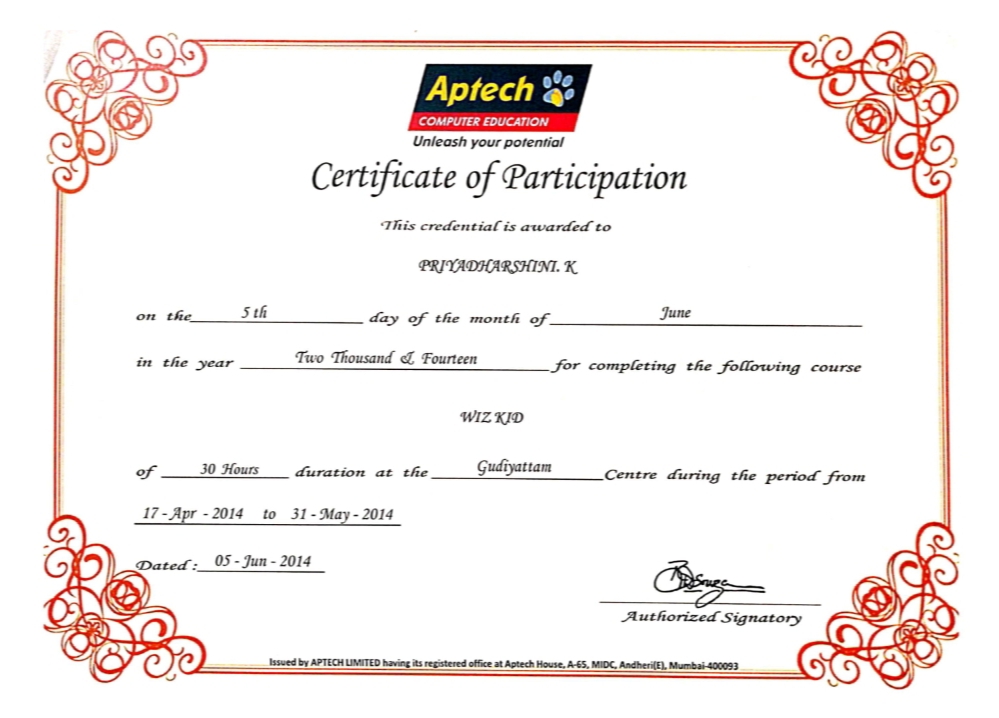 Aptech
COMPUTER EDUCATION
Unleash your potential
Certificate of Participation
This credential is awarded to
PRIYADHARSHINI. K
on the 5 th day of the month of June
in the year Two Thousand & Fourteen for completing the following course
WIZ KID
of 30 Hours duration at the Gudiyattam Centre during the period from
17 - Apr - 2014 to 31 - May - 2014
Dated : 05 - Jun - 2014
Authorized Signatory
Issued by APTECH LIMITED having its registered office at Aptech House, A-65, MIDC, Andheri(E), Mumbai-400093